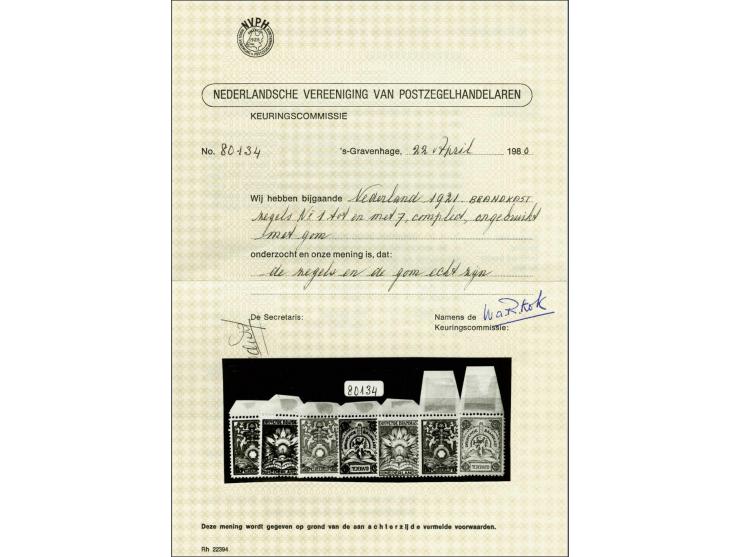 NVPH
NEDERLANDSCHE VEREENIGING VAN POSTZEGELHANDELAREN
KEURINGSCOMMISSIE
No. 80134 's-Gravenhage, 22 April 1980
Wij hebben bijgaande Nederland 1921 BRANDKAST
zegels Nr 1 tot en met 7, compleet, ongebruikt
met gom
onderzocht en onze mening is, dat:
de zegels en de gom echt zijn
De Secretaris: Namens de
Keuringscommissie:
80134
Deze mening wordt gegeven op grond van de aan achterzijde vermelde voorwaarden.
Rh 22394